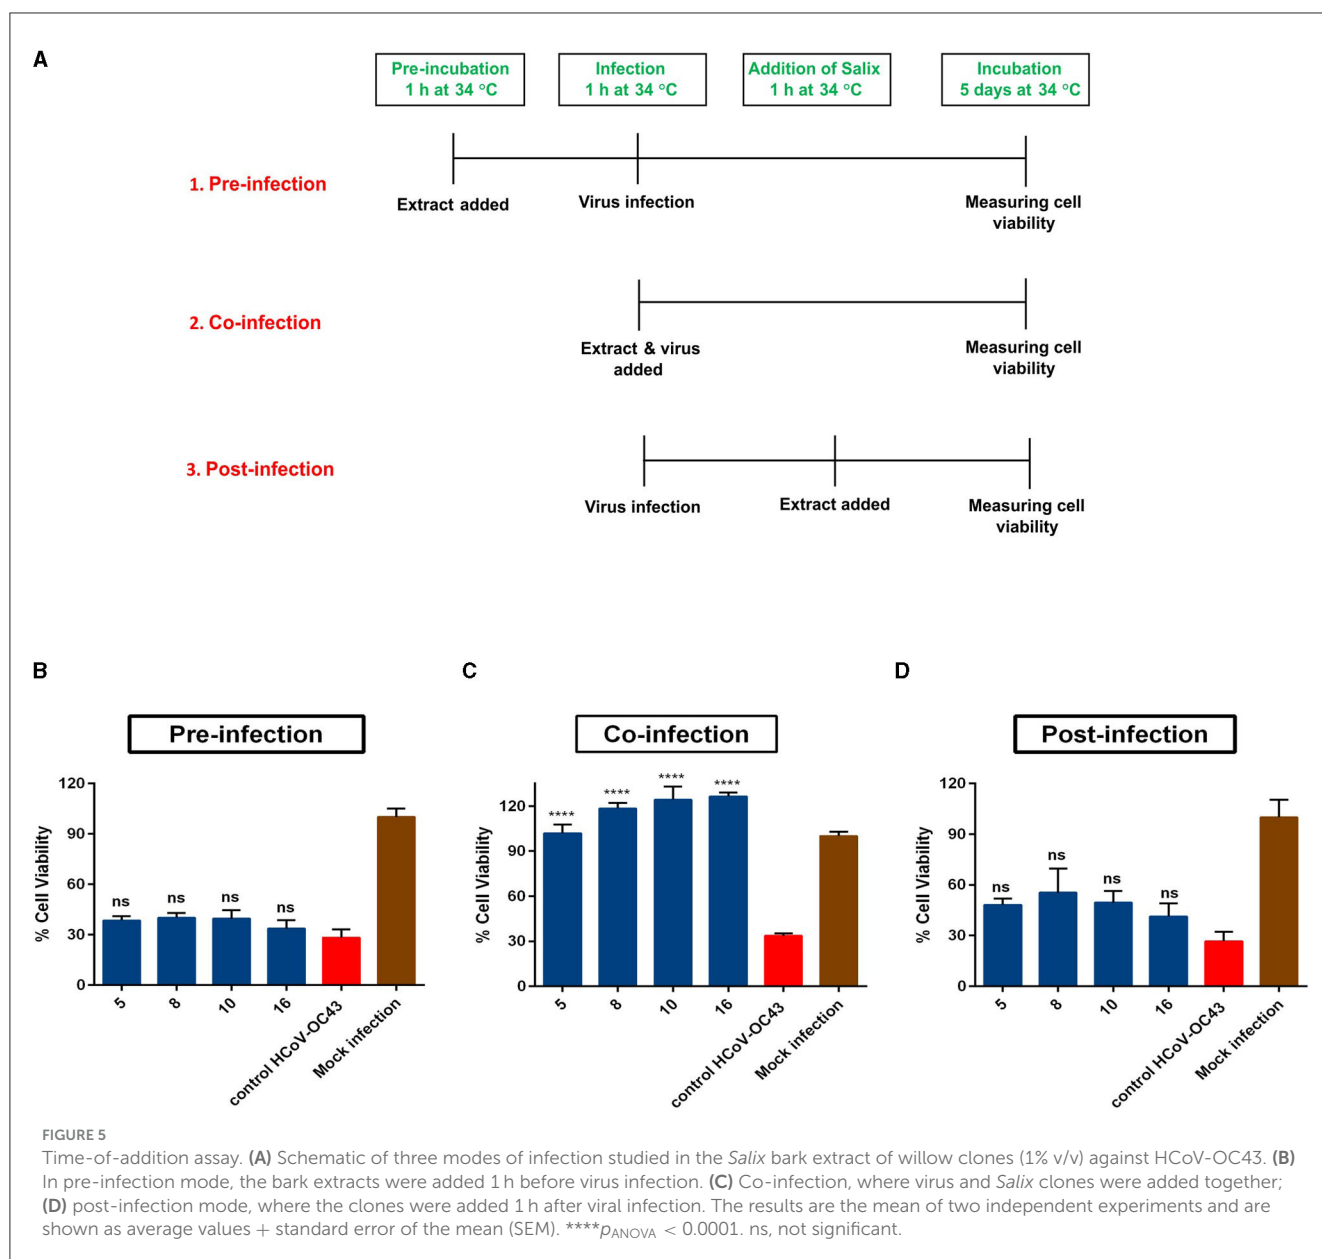 A
Pre-incubation
1 h at 34 °C
Infection
1 h at 34 °C
Addition of Salix
1 h at 34 °C
Incubation
5 days at 34 °C
1. Pre-infection
Extract added
Virus infection
Measuring cell
viability
2. Co-infection
Extract & virus
added
Measuring cell
viability
3. Post-infection
Virus infection
Extract added
Measuring cell
viability
B
Pre-infection
% Cell Viability
120
90
60
30
0
ns
ns
ns
ns
5
8
10
16
control HCoV-OC43
Mock infection
C
Co-infection
% Cell Viability
120
90
60
30
0
****
****
****
****
5
8
10
16
control HCoV-OC43
Mock infection
D
Post-infection
% Cell Viability
120
90
60
30
0
ns
ns
ns
ns
5
8
10
16
control HCoV-OC43
Mock infection
FIGURE 5
Time-of-addition assay. (A) Schematic of three modes of infection studied in the Salix bark extract of willow clones (1% v/v) against HCoV-OC43. (B)
In pre-infection mode, the bark extracts were added 1 h before virus infection. (C) Co-infection, where virus and Salix clones were added together;
(D) post-infection mode, where the clones were added 1 h after viral infection. The results are the mean of two independent experiments and are
shown as average values + standard error of the mean (SEM). ****pANOVA < 0.0001. ns, not significant.